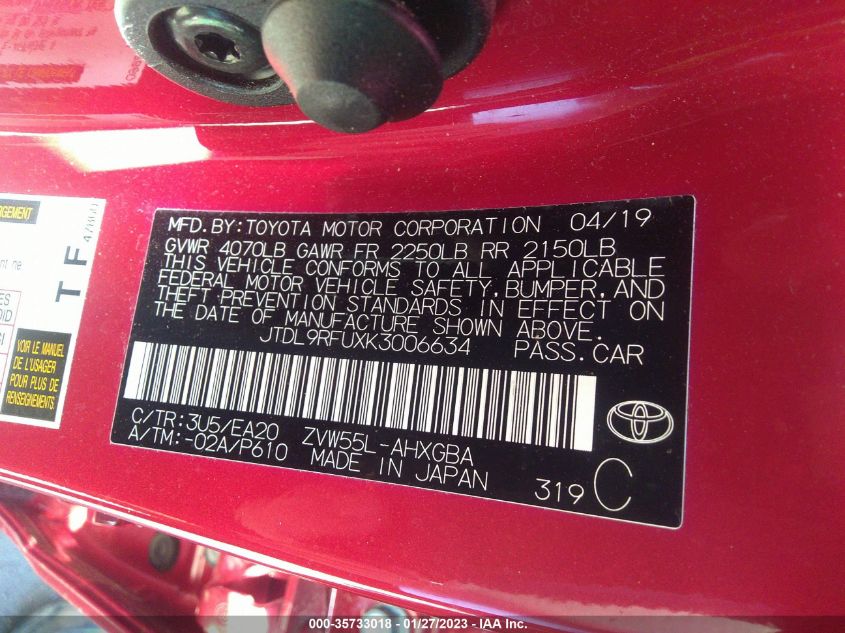 MFD. BY: TOYOTA MOTOR CORPORATION 04/19
GVWR 4070LB GAWR FR 2250LB RR 2150LB
THIS VEHICLE CONFORMS TO ALL APPLICABLE
FEDERAL MOTOR VEHICLE SAFETY, BUMPER, AND
THEFT PREVENTION STANDARDS IN EFFECT ON
THE DATE OF MANUFACTURE SHOWN ABOVE.
JTDL9RFUXK3006634 PASS. CAR
C/TR: 3U5/EA20 ZVW55L-AHXGBA
A/TM: -02A/P610 MADE IN JAPAN
319 C
TF
VOIR LE MANUEL
DE L'USAGER
POUR PLUS DE
RENSEIGNEMENTS.
000-35733018 - 01/27/2023 - IAA Inc.